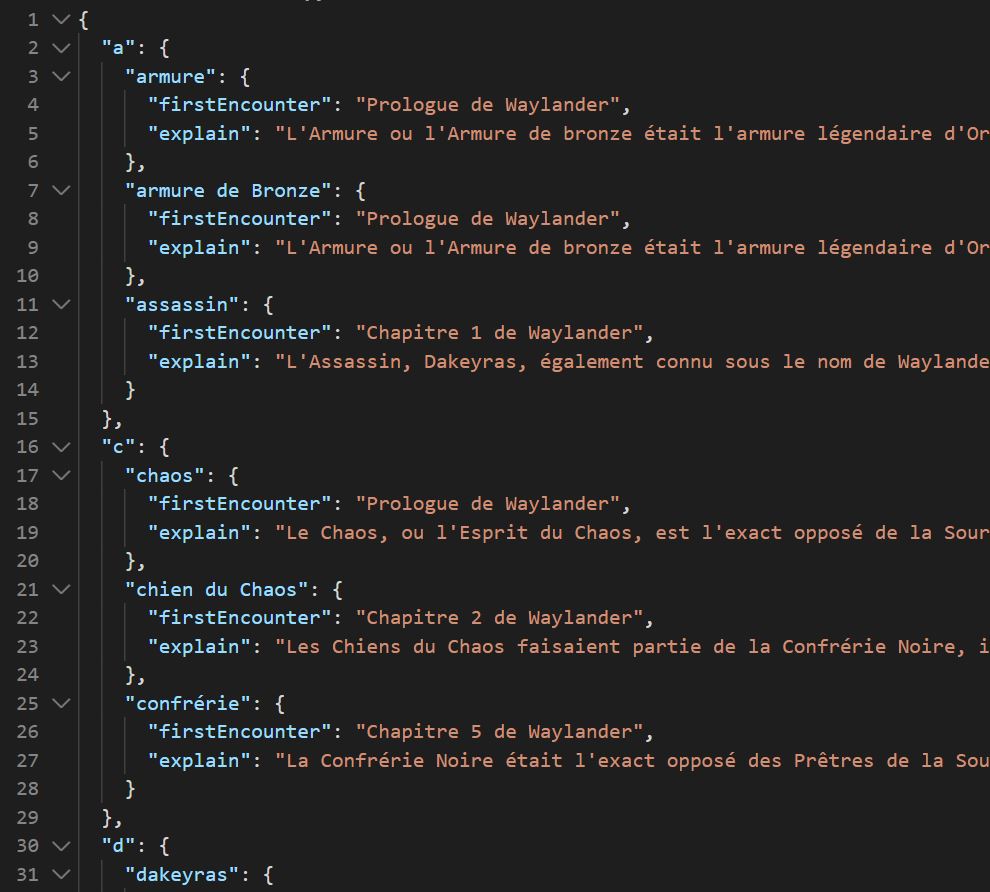 1 {
2 "a": {
3 "armure": {
4 "firstEncounter": "Prologue de Waylander",
5 "explain": "L'Armure ou l'Armure de bronze était l'armure légendaire d'Or
6 },
7 "armure de Bronze": {
8 "firstEncounter": "Prologue de Waylander",
9 "explain": "L'Armure ou l'Armure de bronze était l'armure légendaire d'Or
10 },
11 "assassin": {
12 "firstEncounter": "Chapitre 1 de Waylander",
13 "explain": "L'Assassin, Dakeyras, également connu sous le nom de Waylande
14 }
15 },
16 "c": {
17 "chaos": {
18 "firstEncounter": "Prologue de Waylander",
19 "explain": "Le Chaos, ou l'Esprit du Chaos, est l'exact opposé de la Sour
20 },
21 "chien du Chaos": {
22 "firstEncounter": "Chapitre 2 de Waylander",
23 "explain": "Les Chiens du Chaos faisaient partie de la Confrérie Noire, i
24 },
25 "confrérie": {
26 "firstEncounter": "Chapitre 5 de Waylander",
27 "explain": "La Confrérie Noire était l'exact opposé des Prêtres de la Sou
28 }
29 },
30 "d": {
31 "dakeyras": {